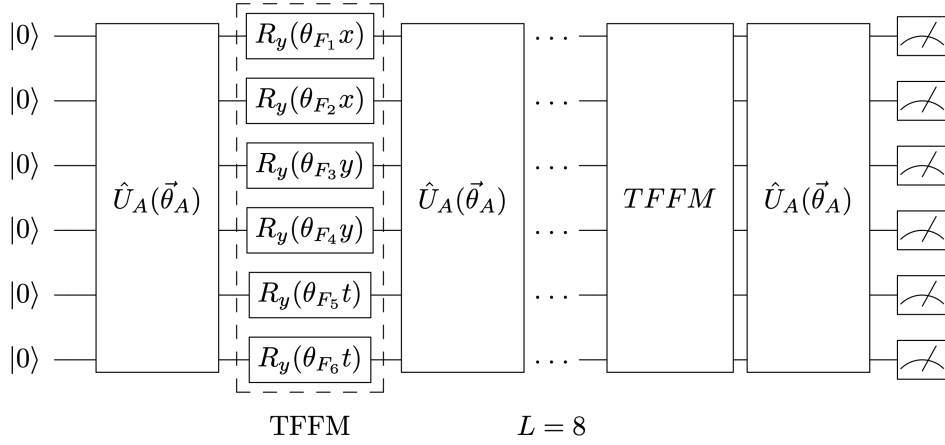 |0⟩ R_y(θ_{F_1}x) ...
|0⟩ R_y(θ_{F_2}x) ...
|0⟩ R_y(θ_{F_3}y) ...
Û_A(θ⃗_A) Û_A(θ⃗_A) TFFM Û_A(θ⃗_A)
|0⟩ R_y(θ_{F_4}y) ...
|0⟩ R_y(θ_{F_5}t) ...
|0⟩ R_y(θ_{F_6}t) ...
TFFM L = 8